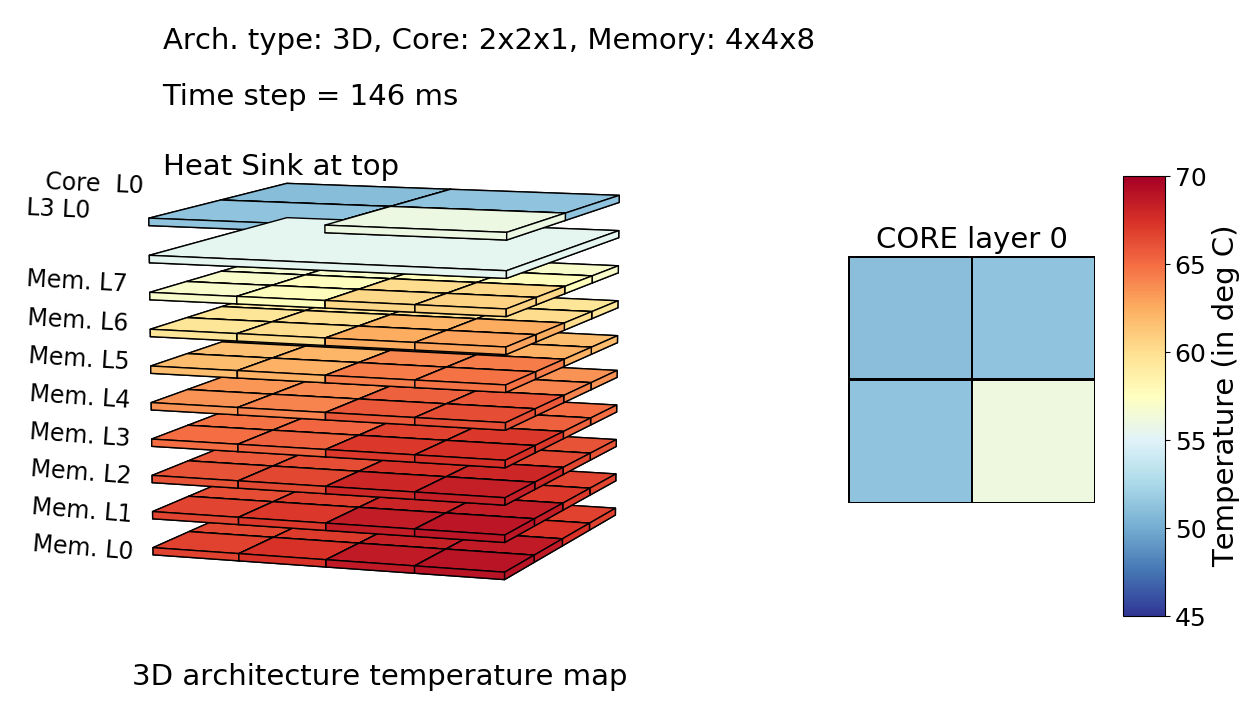 Arch. type: 3D, Core: 2x2x1, Memory: 4x4x8
Time step = 146 ms
Heat Sink at top
Core  L0
L3 L0
Mem. L7
Mem. L6
Mem. L5
Mem. L4
Mem. L3
Mem. L2
Mem. L1
Mem. L0
3D architecture temperature map
CORE layer 0
70
65
60
55
50
45
Temperature (in deg C)